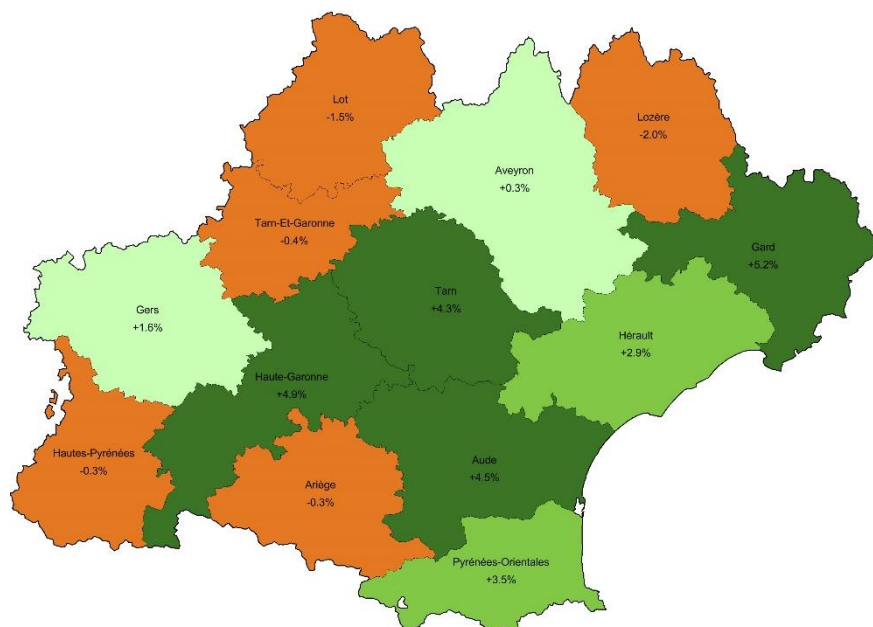 Lot
-1.5%
Lozère
-2.0%
Aveyron
+0.3%
Tarn-Et-Garonne
-0.4%
Gard
+5.2%
Tarn
+4.3%
Gers
+1.6%
Hérault
+2.9%
Haute-Garonne
+4.9%
Hautes-Pyrénées
-0.3%
Aude
+4.5%
Ariège
-0.3%
Pyrénées-Orientales
+3.5%